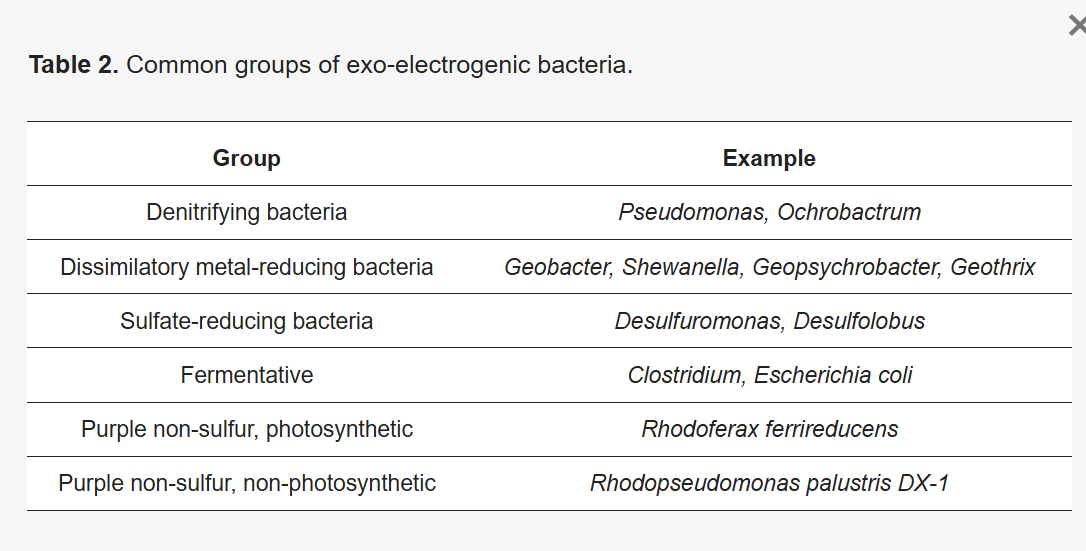 Table 2. Common groups of exo-electrogenic bacteria.
Group Example
Denitrifying bacteria Pseudomonas, Ochrobactrum
Dissimilatory metal-reducing bacteria Geobacter, Shewanella, Geopsychrobacter, Geothrix
Sulfate-reducing bacteria Desulfuromonas, Desulfolobus
Fermentative Clostridium, Escherichia coli
Purple non-sulfur, photosynthetic Rhodoferax ferrireducens
Purple non-sulfur, non-photosynthetic Rhodopseudomonas palustris DX-1